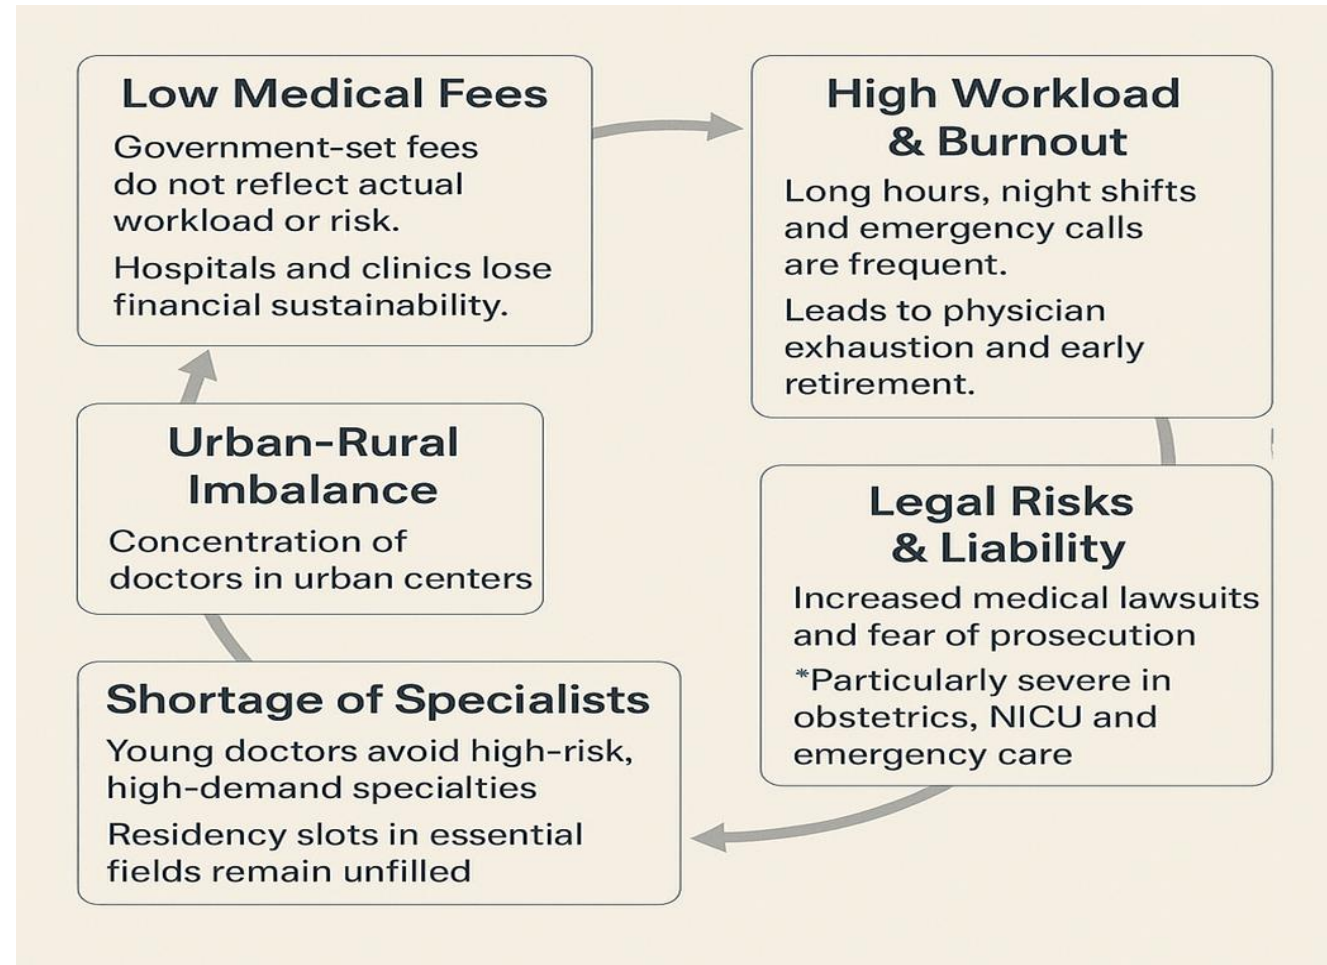 Low Medical Fees
Government-set fees
do not reflect actual
workload or risk.
Hospitals and clinics lose
financial sustainability.
High Workload
& Burnout
Long hours, night shifts
and emergency calls
are frequent.
Leads to physician
exhaustion and early
retirement.
Legal Risks
& Liability
Increased medical lawsuits
and fear of prosecution
*Particularly severe in
obstetrics, NICU and
emergency care
Shortage of Specialists
Young doctors avoid high-risk,
high-demand specialties
Residency slots in essential
fields remain unfilled
Urban-Rural
Imbalance
Concentration of
doctors in urban centers